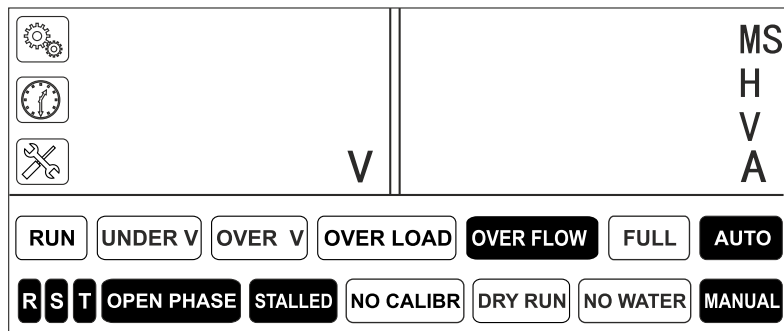 MS
H
V
V A
RUN UNDER V OVER V OVER LOAD OVER FLOW FULL AUTO
R S T OPEN PHASE STALLED NO CALIBR DRY RUN NO WATER MANUAL